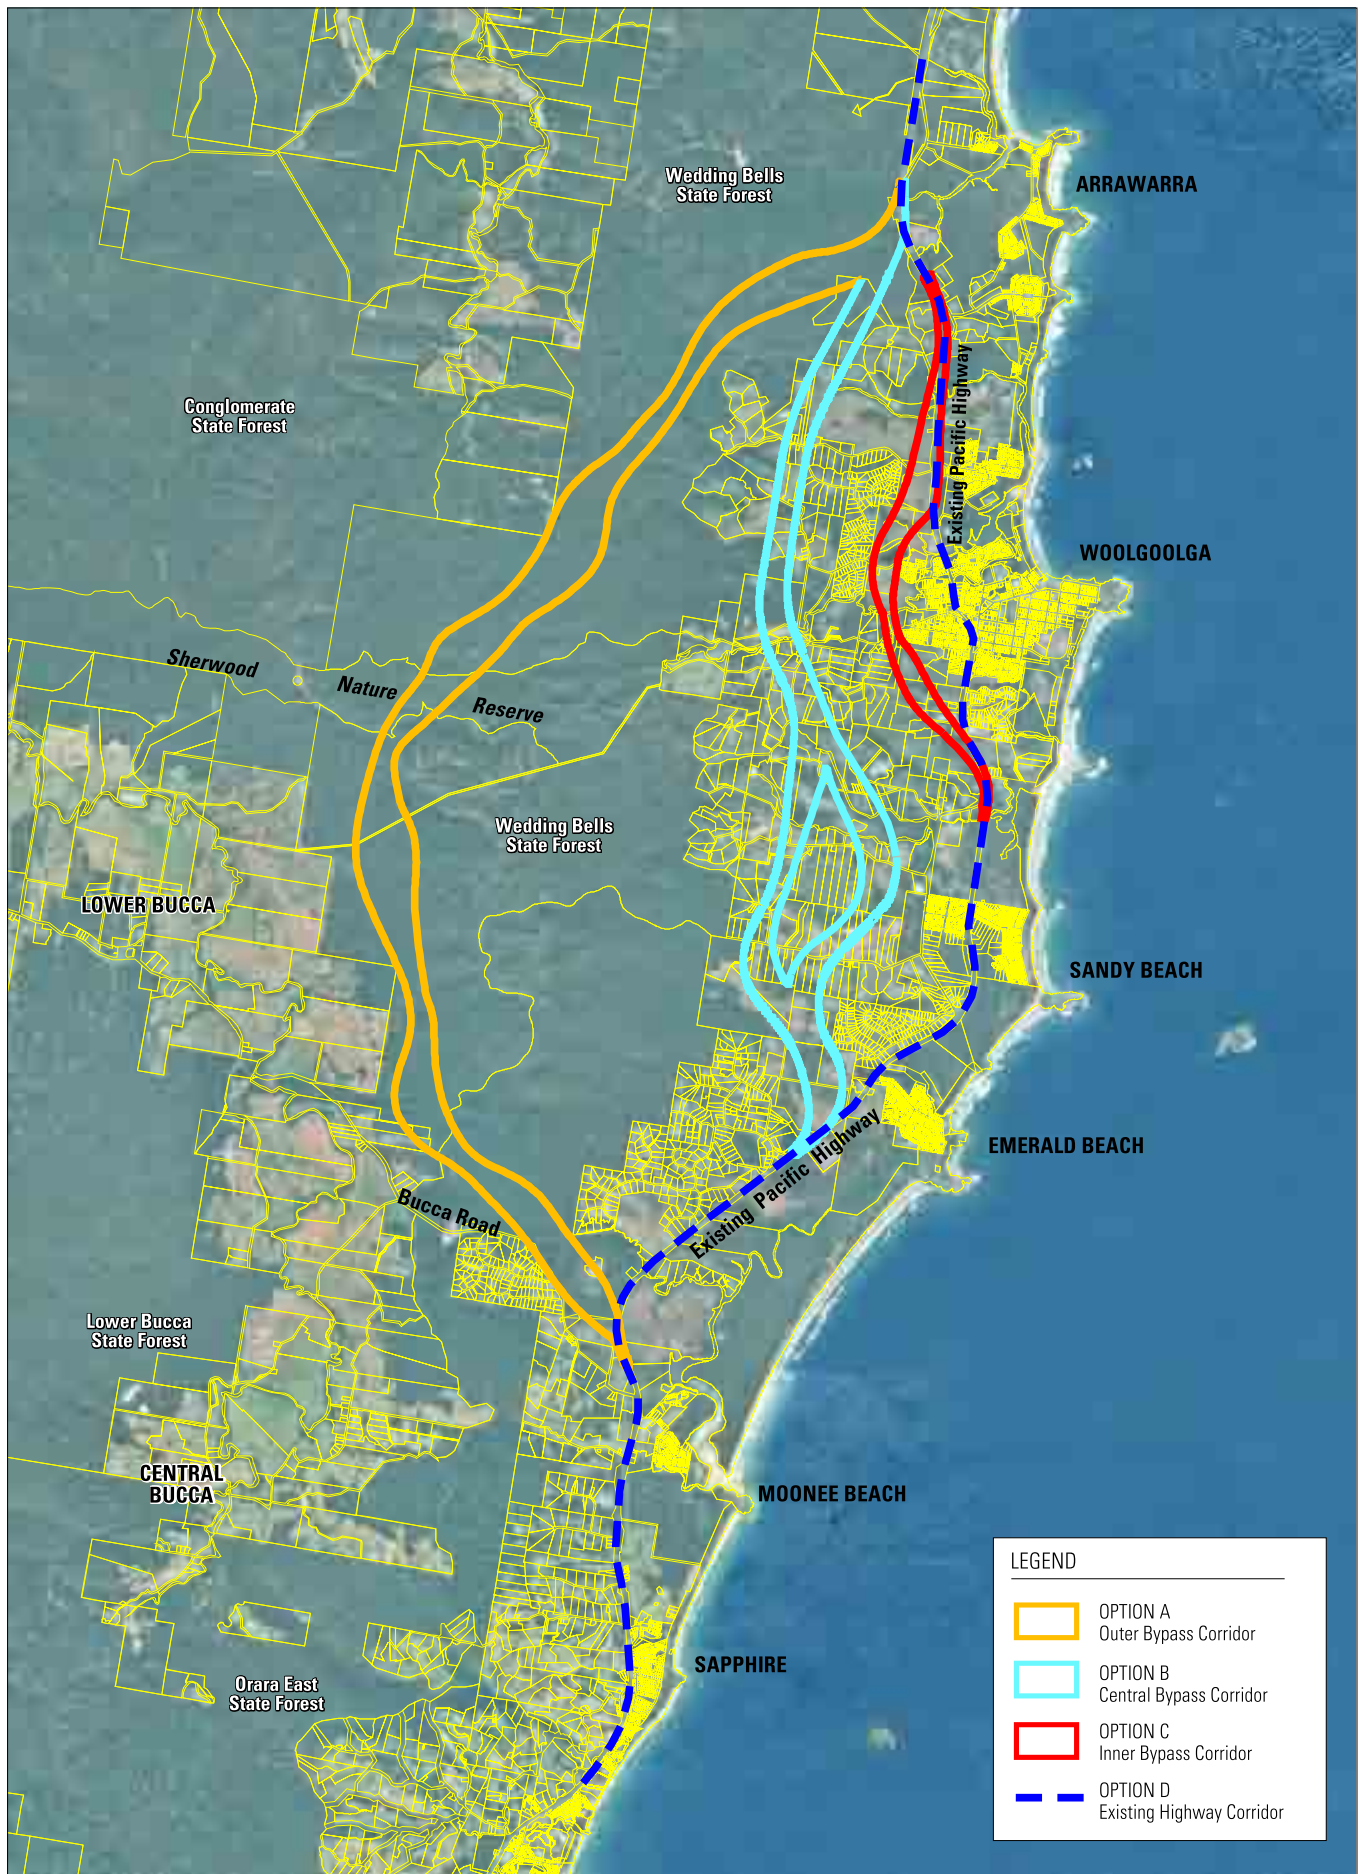 Wedding Bells
State Forest
ARRAWARRA
Existing Pacific Highway
Conglomerate
State Forest
WOOLGOOLGA
Sherwood Nature Reserve
Wedding Bells
State Forest
LOWER BUCCA
SANDY BEACH
EMERALD BEACH
Existing Pacific Highway
Bucca Road
Lower Bucca
State Forest
CENTRAL
BUCCA
MOONEE BEACH
SAPPHIRE
Orara East
State Forest
LEGEND
OPTION A
Outer Bypass Corridor
OPTION B
Central Bypass Corridor
OPTION C
Inner Bypass Corridor
OPTION D
Existing Highway Corridor